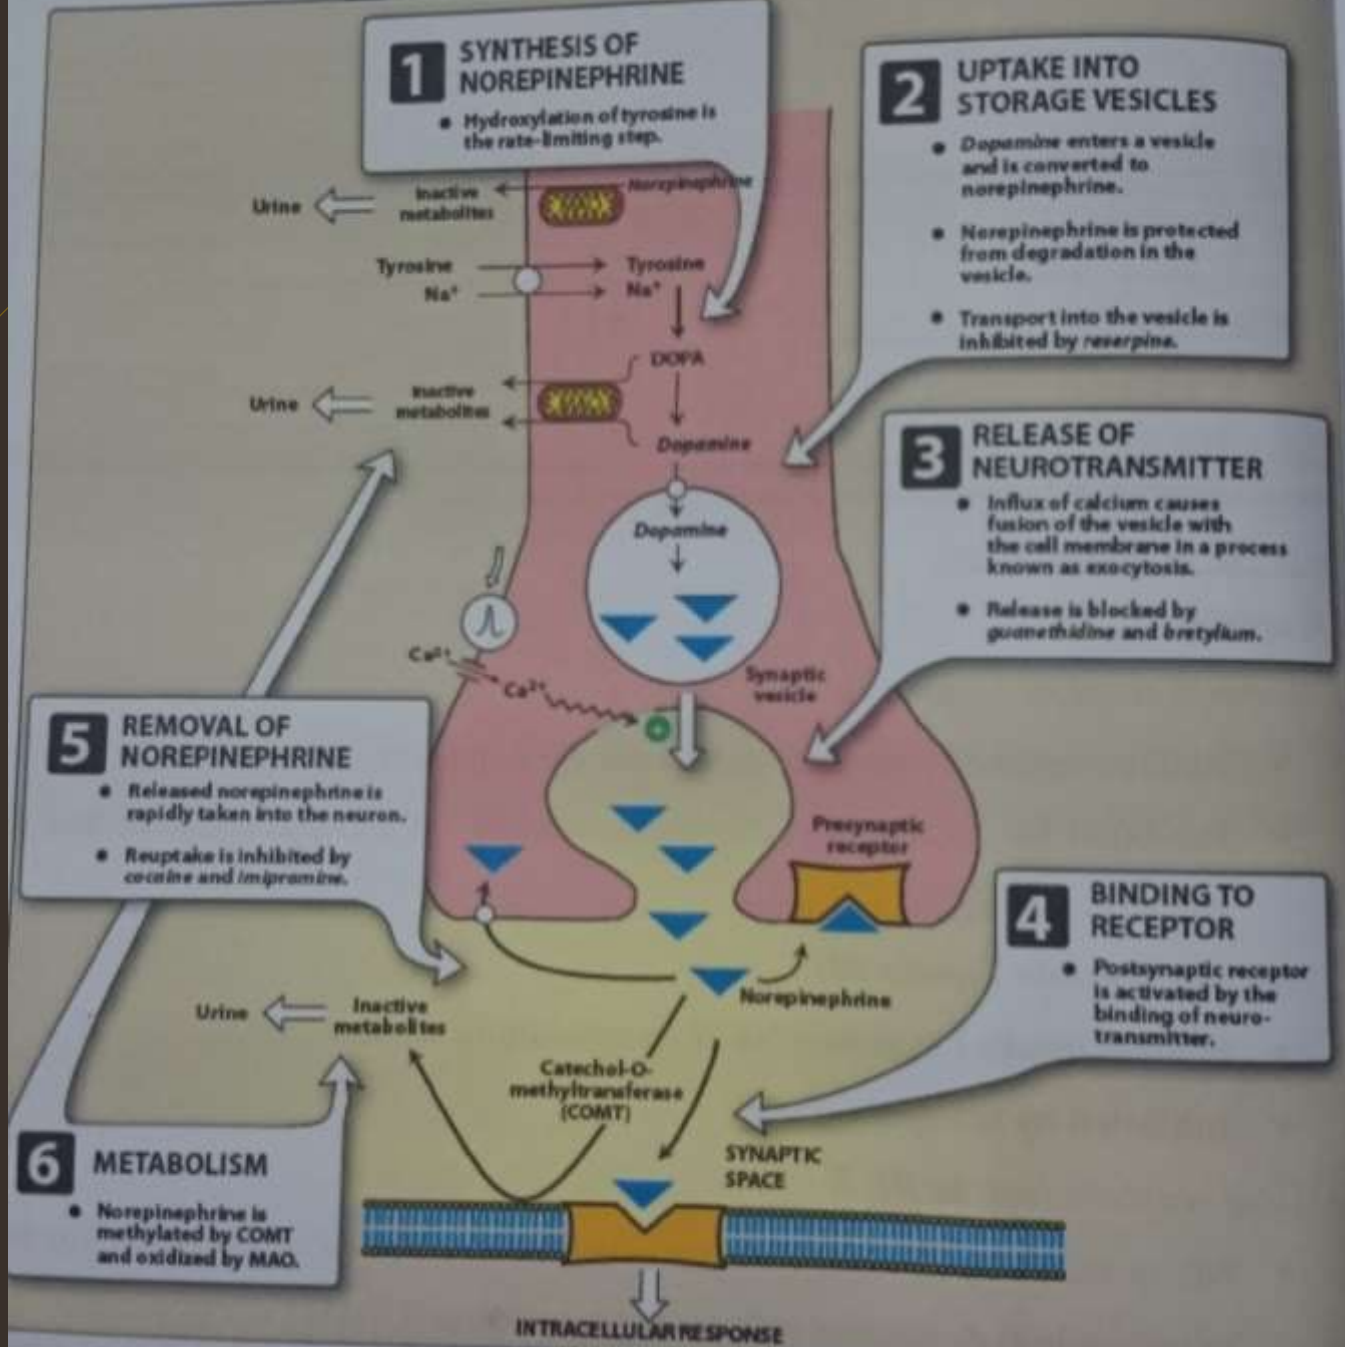 1
SYNTHESIS OF
NOREPINEPHRINE
• Hydroxylation of tyrosine is
the rate-limiting step.
2
UPTAKE INTO
STORAGE VESICLES
• Dopamine enters a vesicle
and is converted to
norepinephrine.
• Norepinephrine is protected
from degradation in the
vesicle.
• Transport into the vesicle is
inhibited by reserpine.
Urine
Inactive
metabolites
Norepinephrine
Tyrosine
Tyrosine
Na⁺
Na⁺
DOPA
Urine
Inactive
metabolites
Dopamine
3
RELEASE OF
NEUROTRANSMITTER
• Influx of calcium causes
fusion of the vesicle with
the cell membrane in a process
known as exocytosis.
• Release is blocked by
guanethidine and bretylium.
Dopamine
Ca²⁺
Ca²⁺
Synaptic
vesicle
+
5
REMOVAL OF
NOREPINEPHRINE
• Released norepinephrine is
rapidly taken into the neuron.
• Reuptake is inhibited by
cocaine and imipramine.
Presynaptic
receptor
4
BINDING TO
RECEPTOR
• Postsynaptic receptor
is activated by the
binding of neuro-
transmitter.
Norepinephrine
Urine
Inactive
metabolites
Catechol-O-
methyltransferase
(COMT)
SYNAPTIC
SPACE
6
METABOLISM
• Norepinephrine is
methylated by COMT
and oxidized by MAO.
INTRACELLULAR RESPONSE